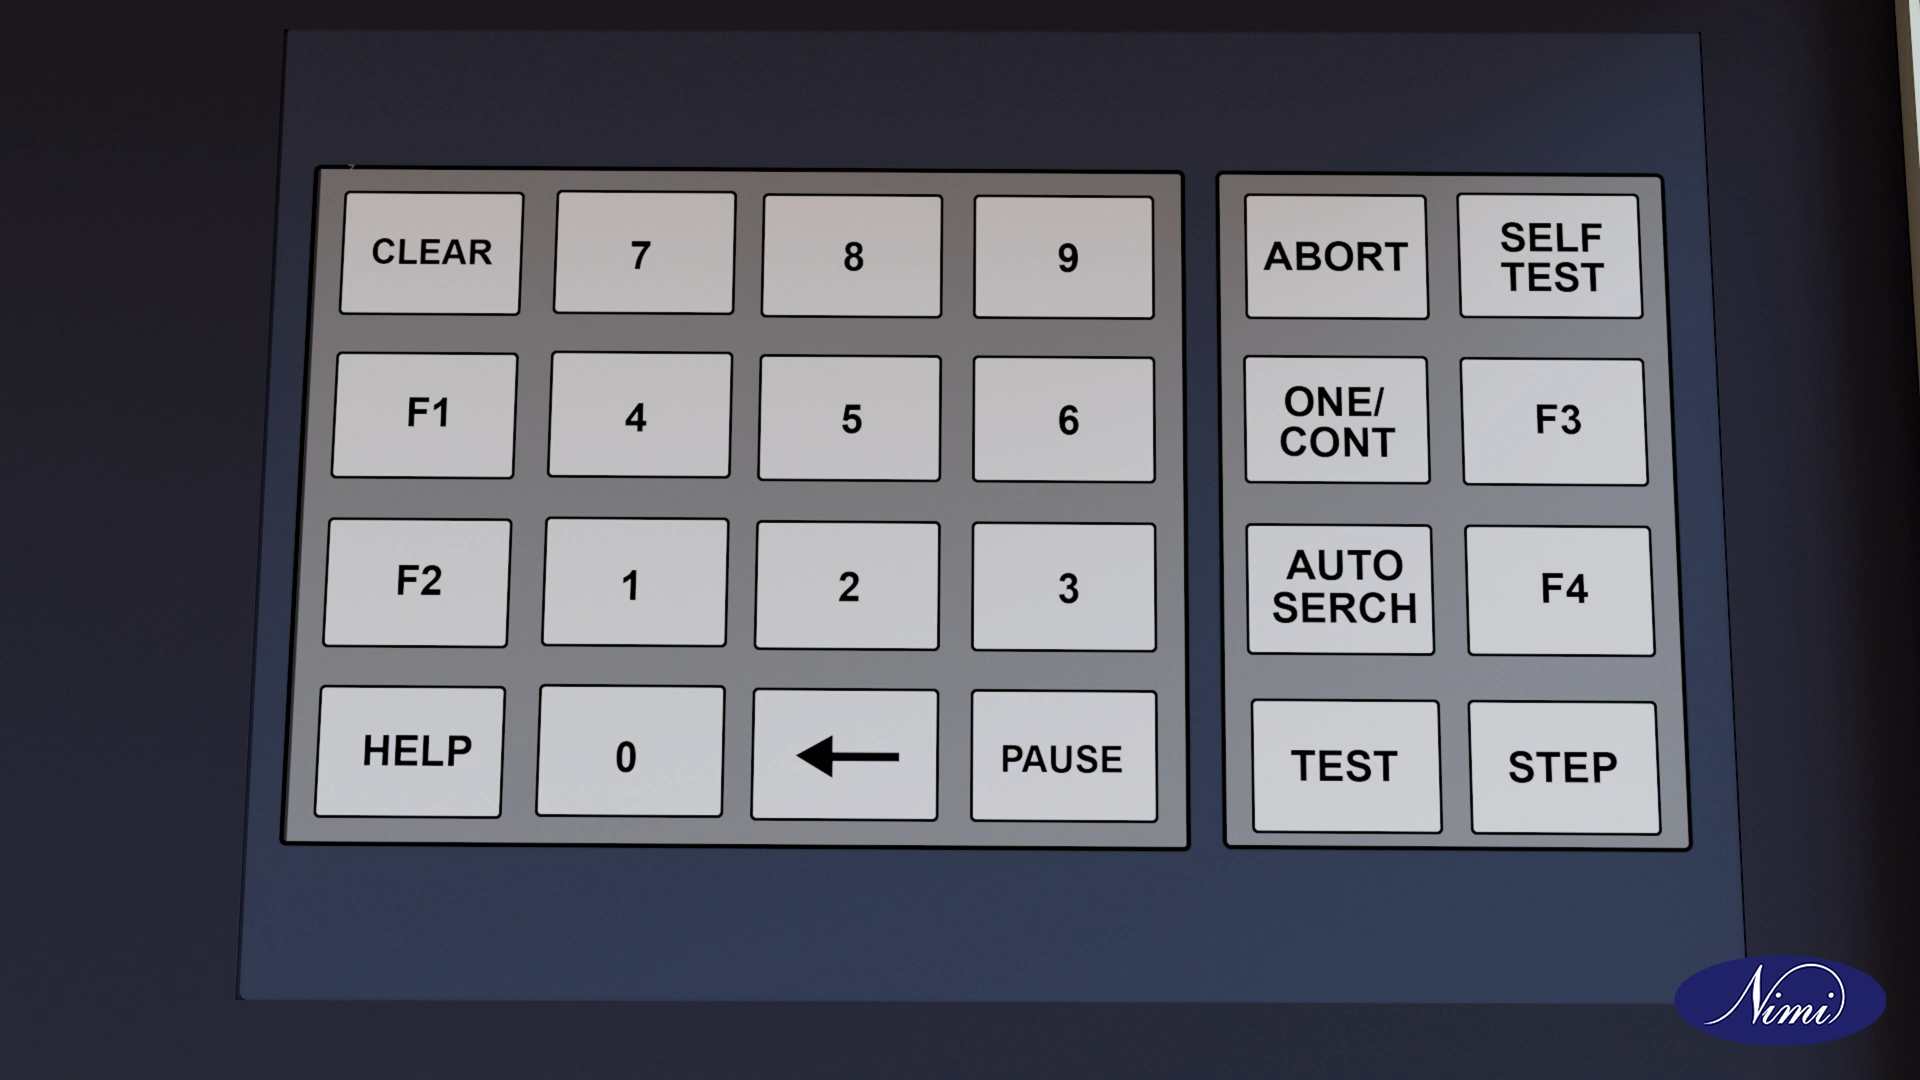 CLEAR 7 8 9 ABORT SELF TEST
F1 4 5 6 ONE/ CONT F3
F2 1 2 3 AUTO SERCH F4
HELP 0 ← PAUSE TEST STEP
Nimi